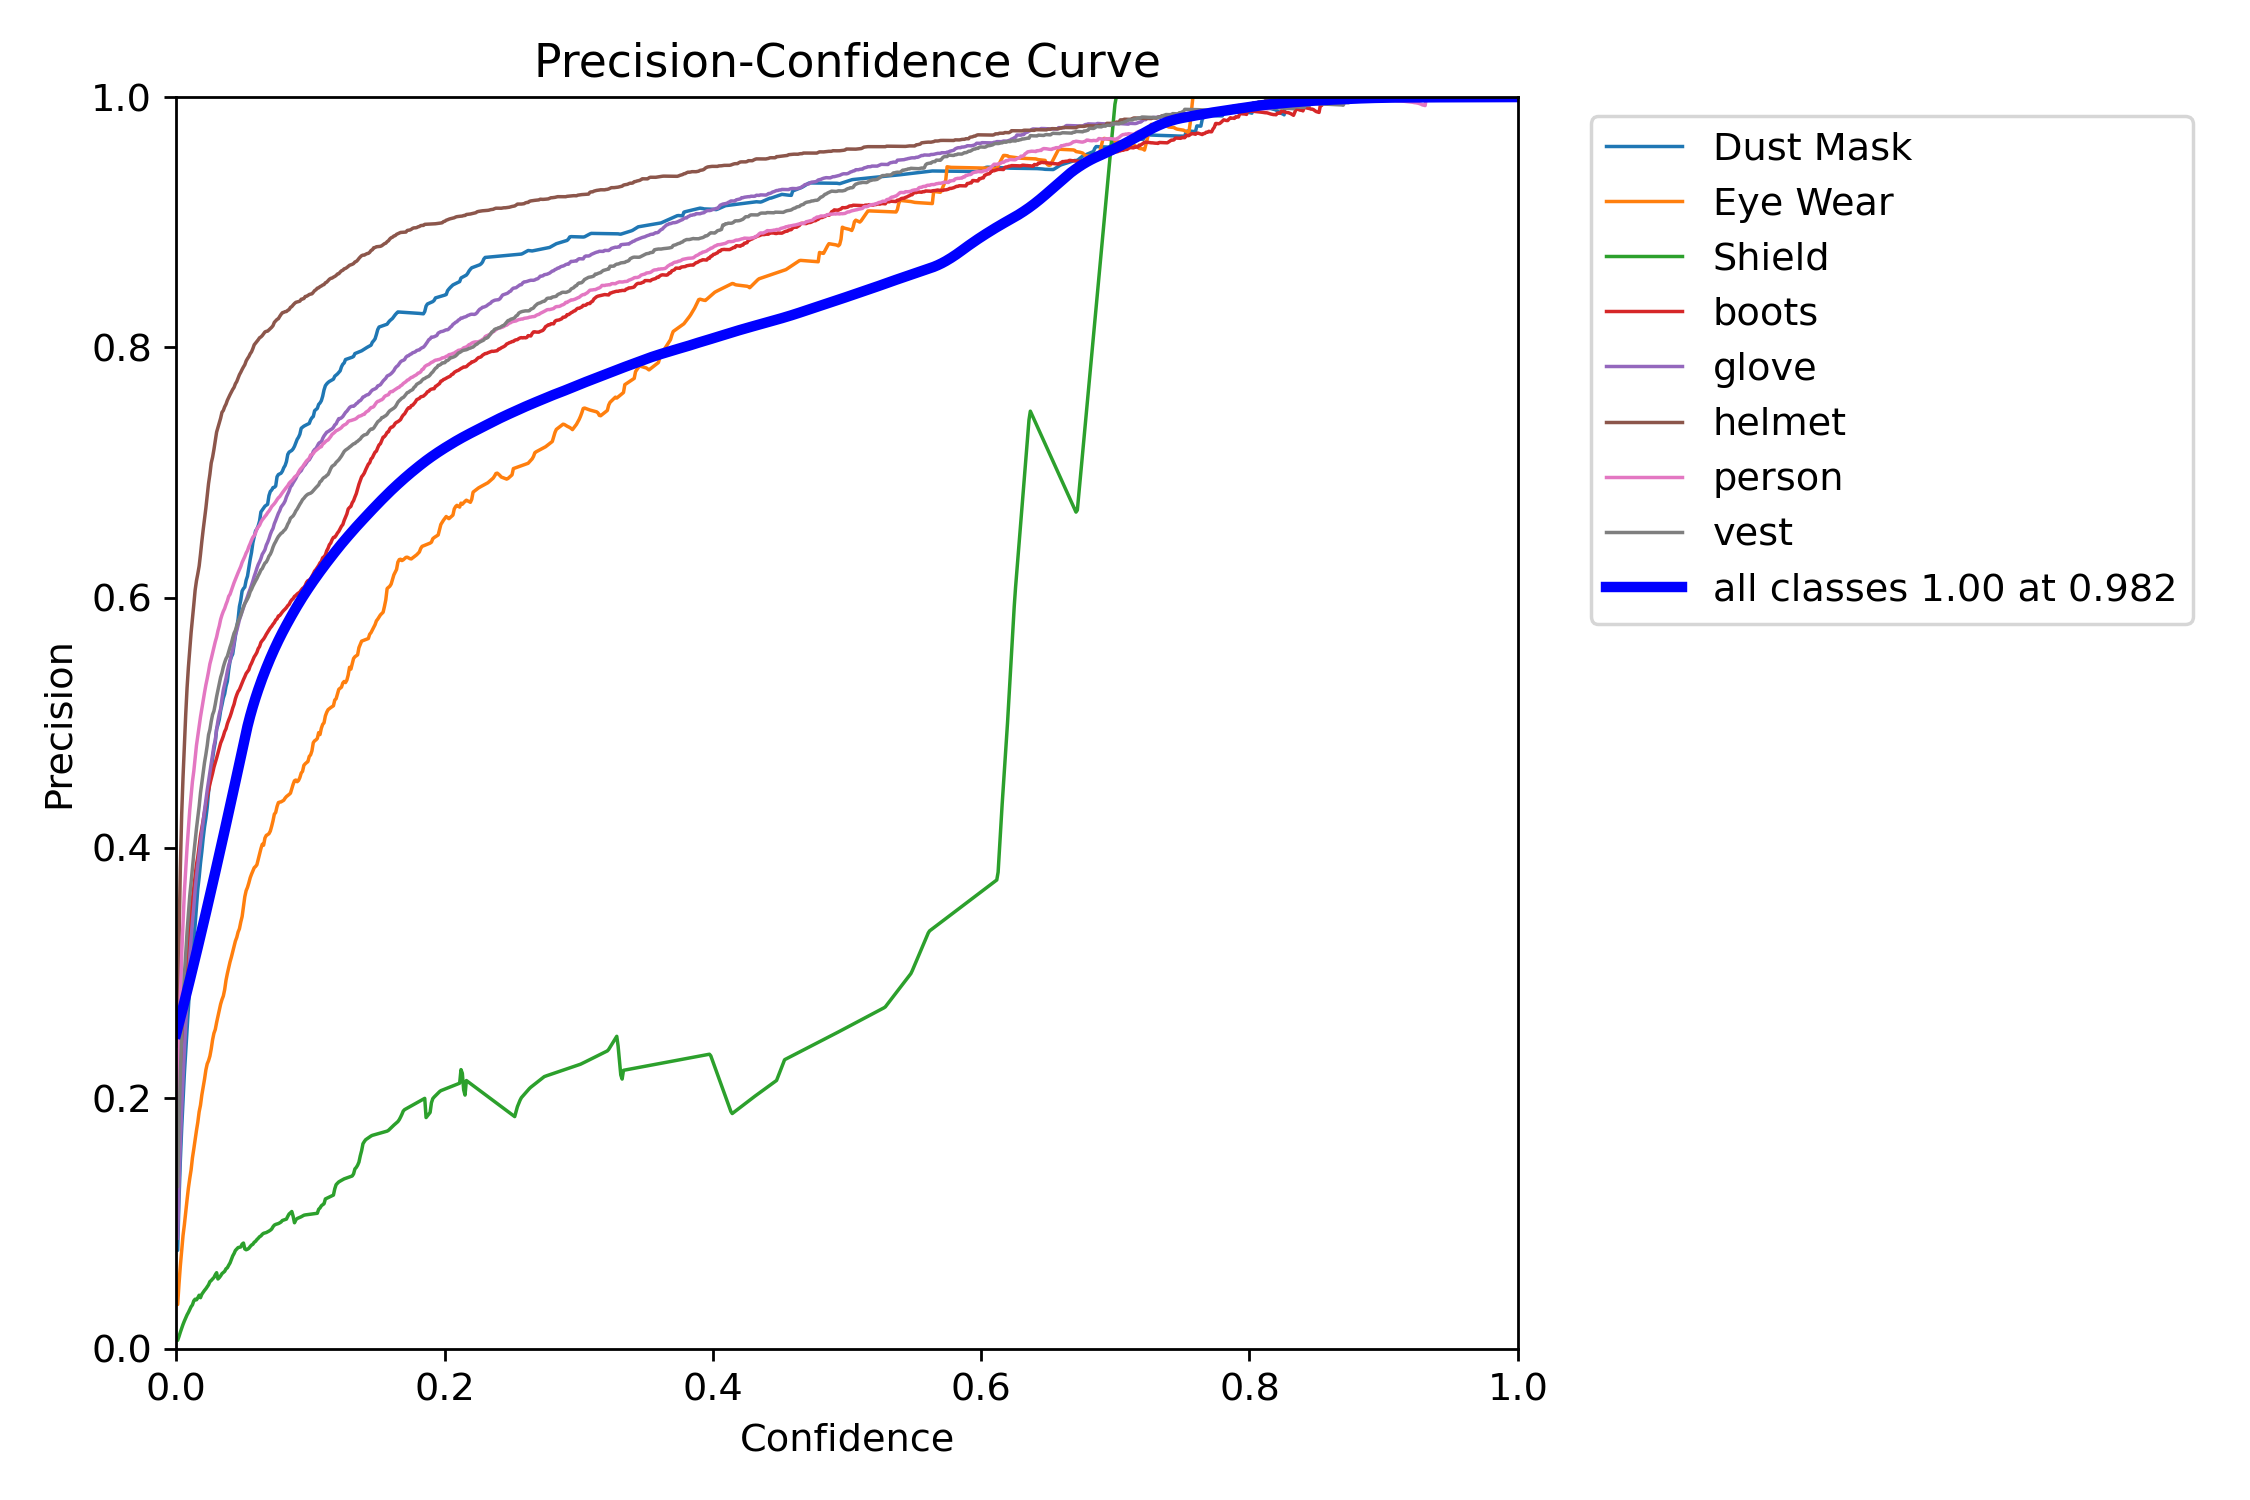 Precision-Confidence Curve
1.0
0.8
0.6
0.4
0.2
0.0
Precision
0.0 0.2 0.4 0.6 0.8 1.0
Confidence
Dust Mask
Eye Wear
Shield
boots
glove
helmet
person
vest
all classes 1.00 at 0.982